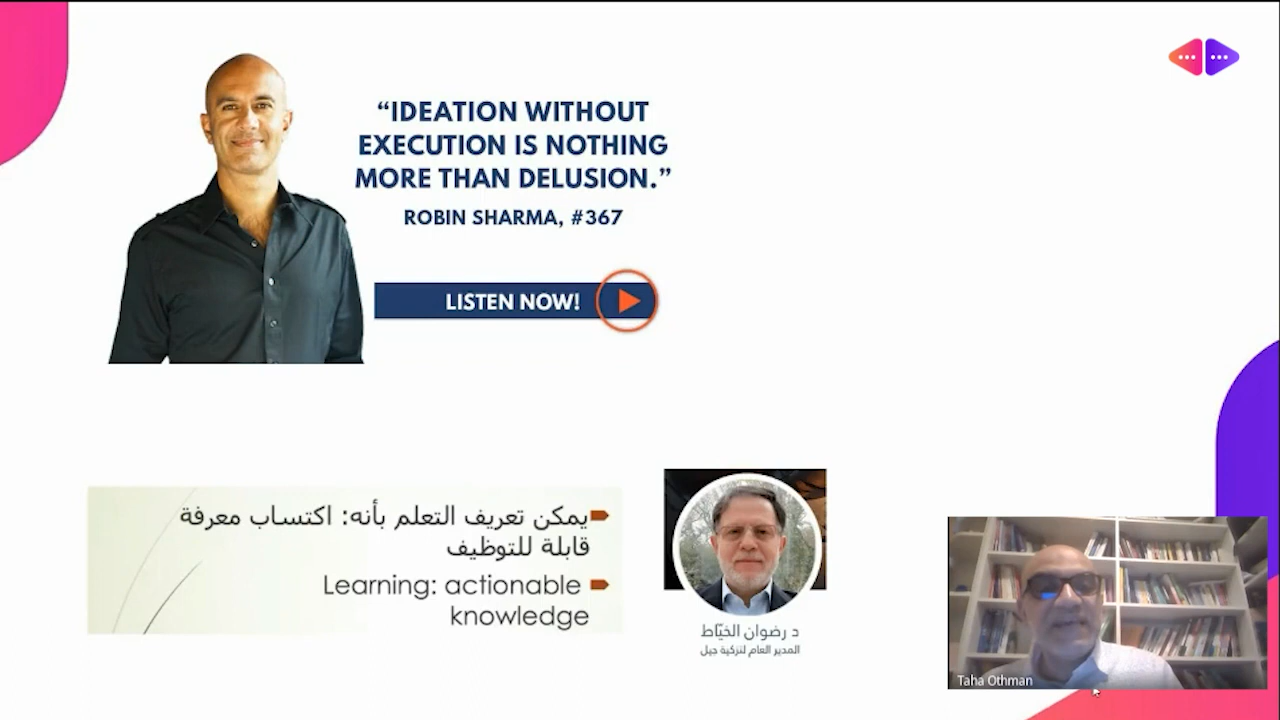 “IDEATION WITHOUT
EXECUTION IS NOTHING
MORE THAN DELUSION.”
ROBIN SHARMA, #367
LISTEN NOW!
يمكن تعريف التعلم بأنه: اكتساب معرفة
قابلة للتوظيف
Learning: actionable
knowledge
د رضوان الخيّاط
المدير العام لتزكية جيل
Taha Othman